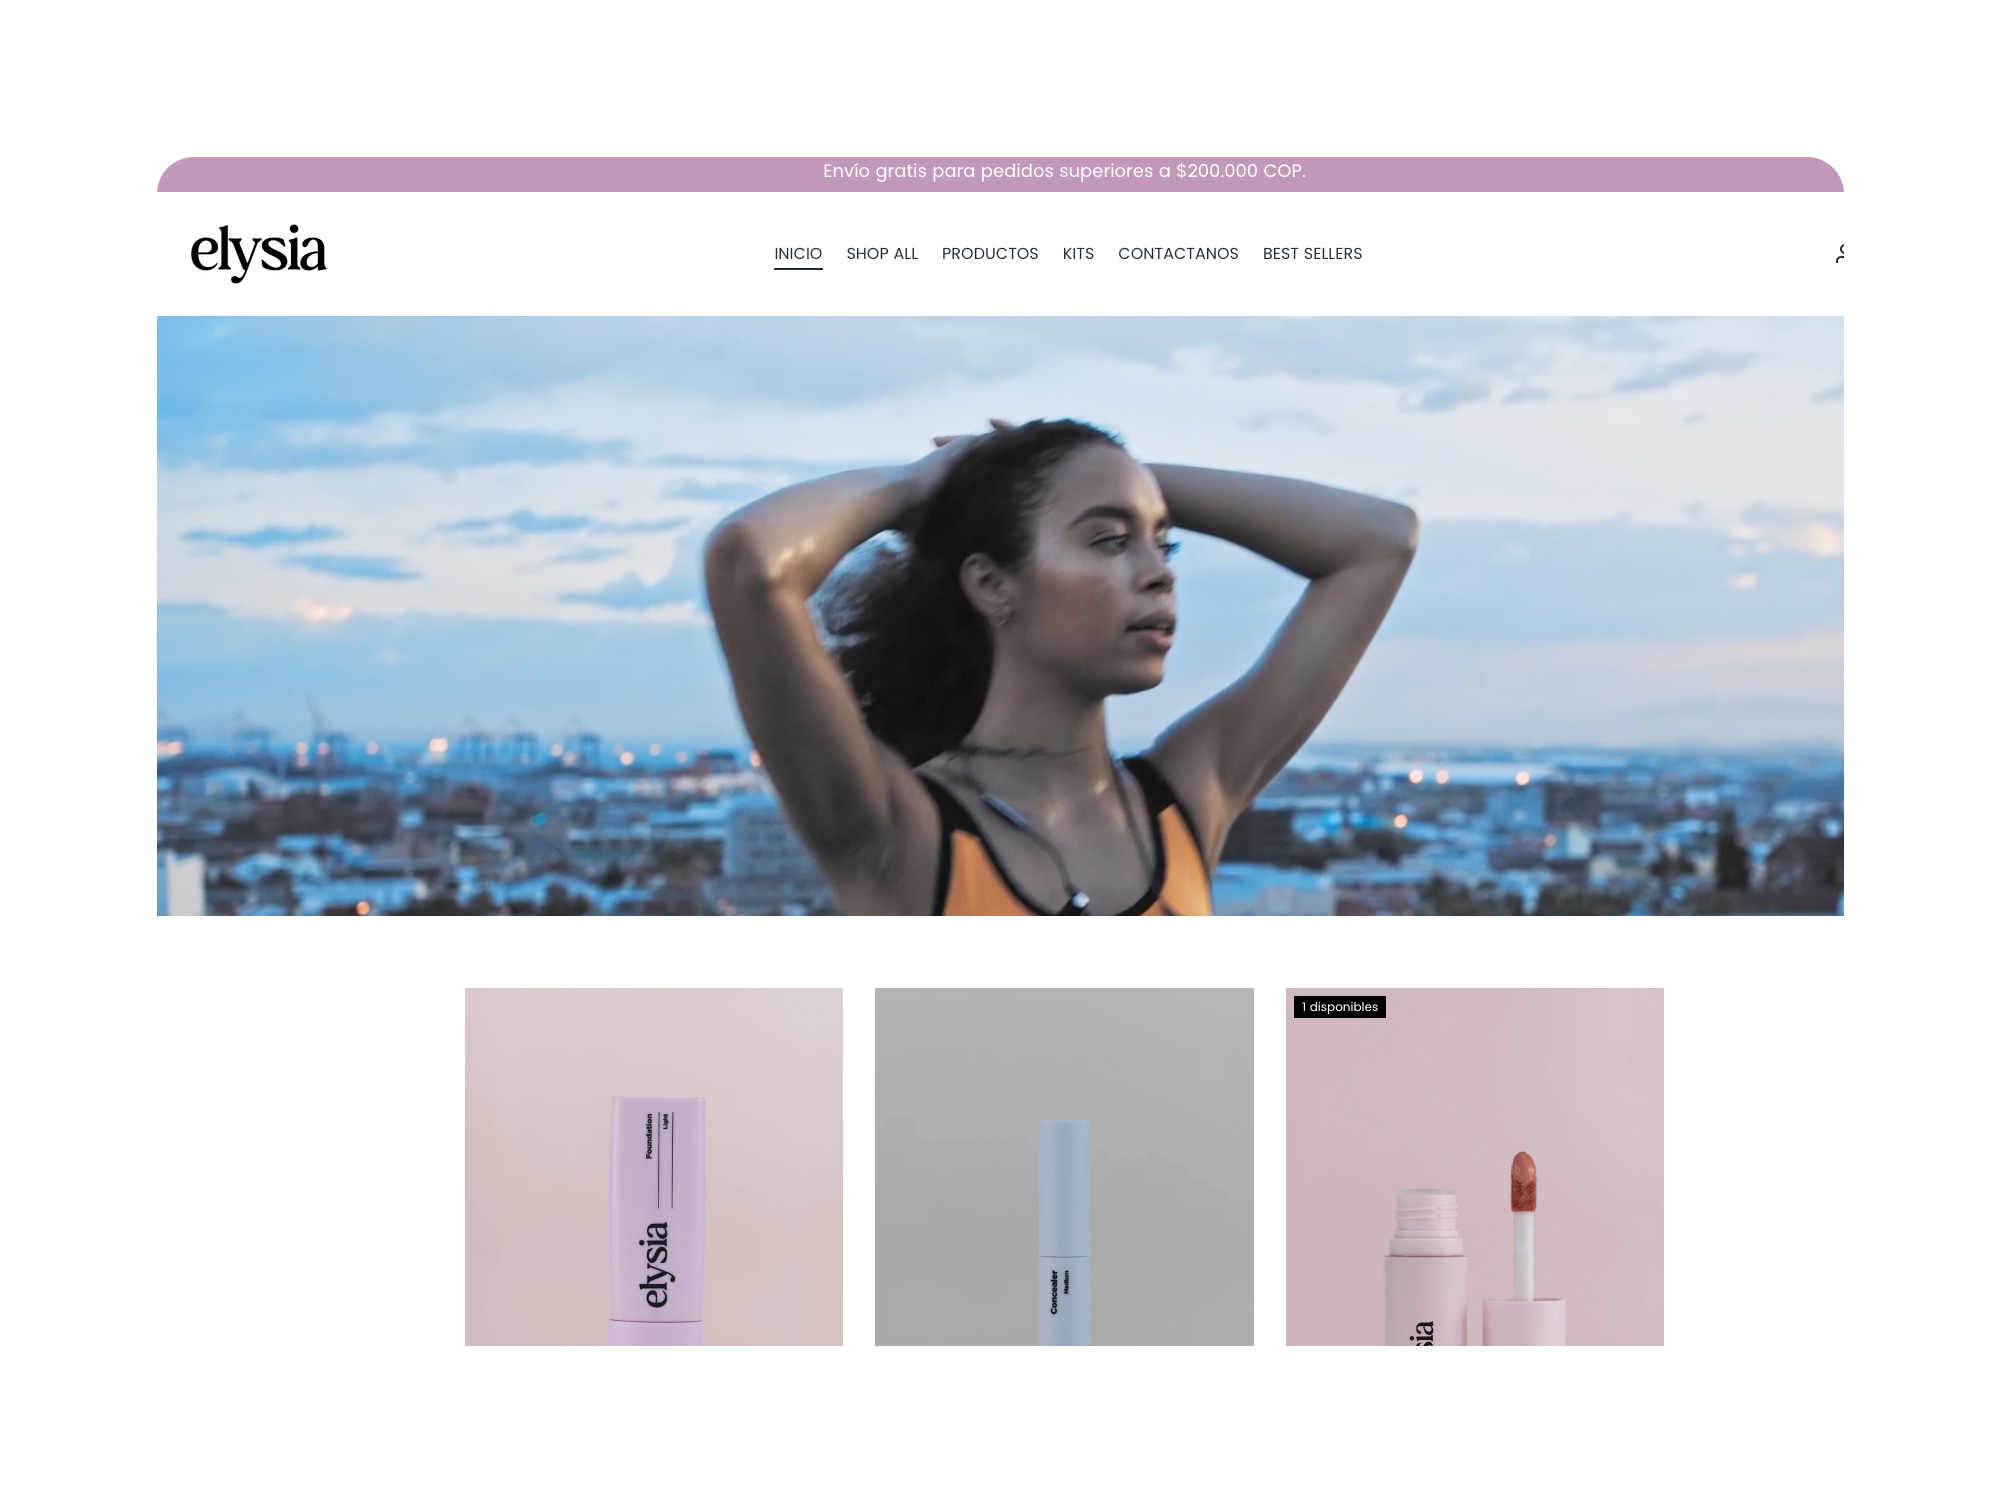 Envío gratis para pedidos superiores a $200.000 COP.
elysia
INICIO SHOP ALL PRODUCTOS KITS CONTACTANOS BEST SELLERS
Foundation
Light
elysia
Concealer
Medium
1 disponibles
sia